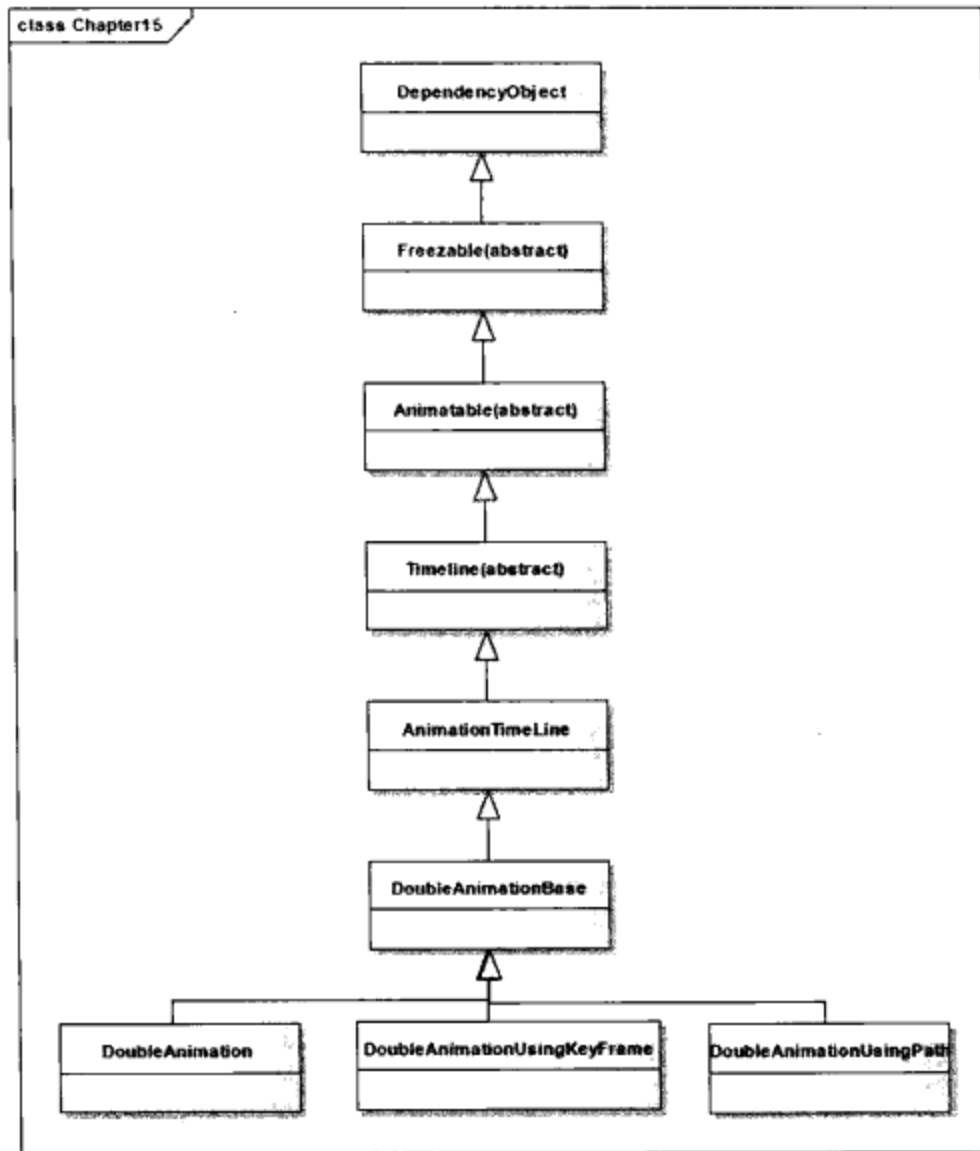 class Chapter15
DependencyObject
Freezable(abstract)
Animatable(abstract)
Timeline(abstract)
AnimationTimeLine
DoubleAnimationBase
DoubleAnimation
DoubleAnimationUsingKeyFrame
DoubleAnimationUsingPath